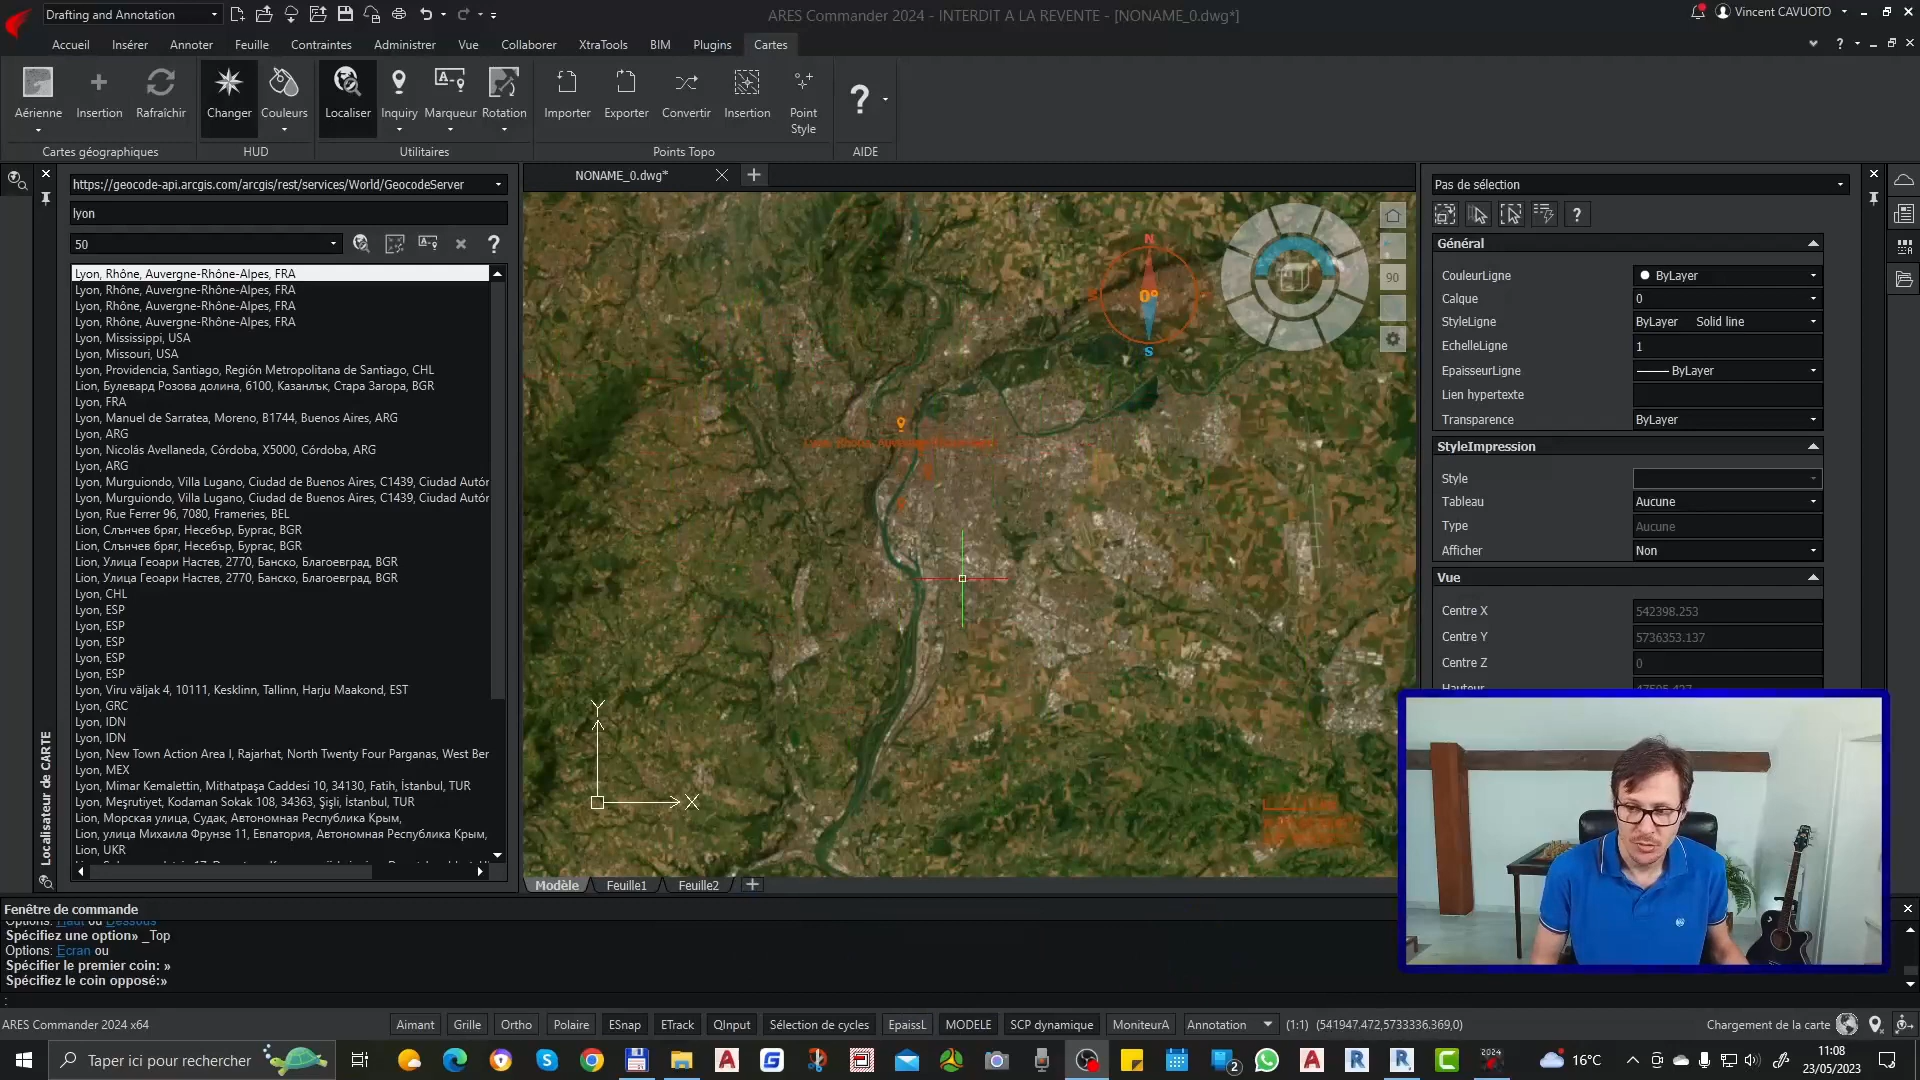 Drafting and Annotation
ARES Commander 2024 - INTERDIT A LA REVENTE - [NONAME_0.dwg*]
Vincent CAVUOTO
Accueil Insérer Annoter Feuille Contraintes Administrer Vue Collaborer XtraTools BIM Plugins Cartes
Aérienne Insertion Rafraîchir Changer Couleurs Localiser Inquiry Marqueur Rotation Importer Exporter Convertir Insertion Point Style
Cartes géographiques HUD Utilitaires Points Topo AIDE
https://geocode-api.arcgis.com/arcgis/rest/services/World/GeocodeServer
NONAME_0.dwg*
Pas de sélection
lyon
50
Lyon, Rhône, Auvergne-Rhône-Alpes, FRA
Lyon, Rhône, Auvergne-Rhône-Alpes, FRA
Lyon, Rhône, Auvergne-Rhône-Alpes, FRA
Lyon, Rhône, Auvergne-Rhône-Alpes, FRA
Lyon, Mississippi, USA
Lyon, Missouri, USA
Lyon, Providencia, Santiago, Región Metropolitana de Santiago, CHL
Lion, Булевард Розова долина, 6100, Казанлък, Стара Загора, BGR
Lyon, FRA
Lyon, Manuel de Sarratea, Moreno, B1744, Buenos Aires, ARG
Lyon, ARG
Lyon, Nicolás Avellaneda, Córdoba, X5000, Córdoba, ARG
Lyon, ARG
Lyon, Murguiondo, Villa Lugano, Ciudad de Buenos Aires, C1439, Ciudad Autór
Lyon, Murguiondo, Villa Lugano, Ciudad de Buenos Aires, C1439, Ciudad Autór
Lyon, Rue Ferrer 96, 7080, Frameries, BEL
Lion, Слънчев бряг, Несебър, Бургас, BGR
Lion, Слънчев бряг, Несебър, Бургас, BGR
Lion, Улица Геоари Настев, 2770, Банско, Благоевград, BGR
Lion, Улица Геоари Настев, 2770, Банско, Благоевград, BGR
Lyon, CHL
Lyon, ESP
Lyon, ESP
Lyon, ESP
Lyon, ESP
Lyon, ESP
Lyon, Viru väljak 4, 10111, Kesklinn, Tallinn, Harju Maakond, EST
Lyon, GRC
Lyon, IDN
Lyon, IDN
Lyon, New Town Action Area I, Rajarhat, North Twenty Four Parganas, West Ber
Lyon, MEX
Lyon, Mimar Kemalettin, Mithatpaşa Caddesi 10, 34130, Fatih, İstanbul, TUR
Lyon, Meşrutiyet, Kodaman Sokak 108, 34363, Şişli, İstanbul, TUR
Lyon, Морская улица, Судак, Автономная Республика Крым,
Lion, улица Михаила Фрунзе 11, Евпатория, Автономная Республика Крым,
Lion, UKR
Localisateur de CARTE
N
0°
S
90
Y
X
Général
CouleurLigne ByLayer
Calque 0
StyleLigne ByLayer Solid line
EchelleLigne 1
EpaisseurLigne ByLayer
Lien hypertexte
Transparence ByLayer
StyleImpression
Style
Tableau Aucune
Type Aucune
Afficher Non
Vue
Centre X 542398.253
Centre Y 5736353.137
Centre Z 0
Hauteur
Modèle Feuille1 Feuille2
Fenêtre de commande
Options: Haut ou Dessous
Spécifiez une option» _Top
Options: Ecran ou
Spécifier le premier coin: »
Spécifiez le coin opposé:»
:
ARES Commander 2024 x64
Aimant Grille Ortho Polaire ESnap ETrack QInput Sélection de cycles EpaissL MODELE SCP dynamique MoniteurA Annotation (1:1) (541947.472,5733336.369,0)
Chargement de la carte
Taper ici pour rechercher
16°C
11:08
23/05/2023